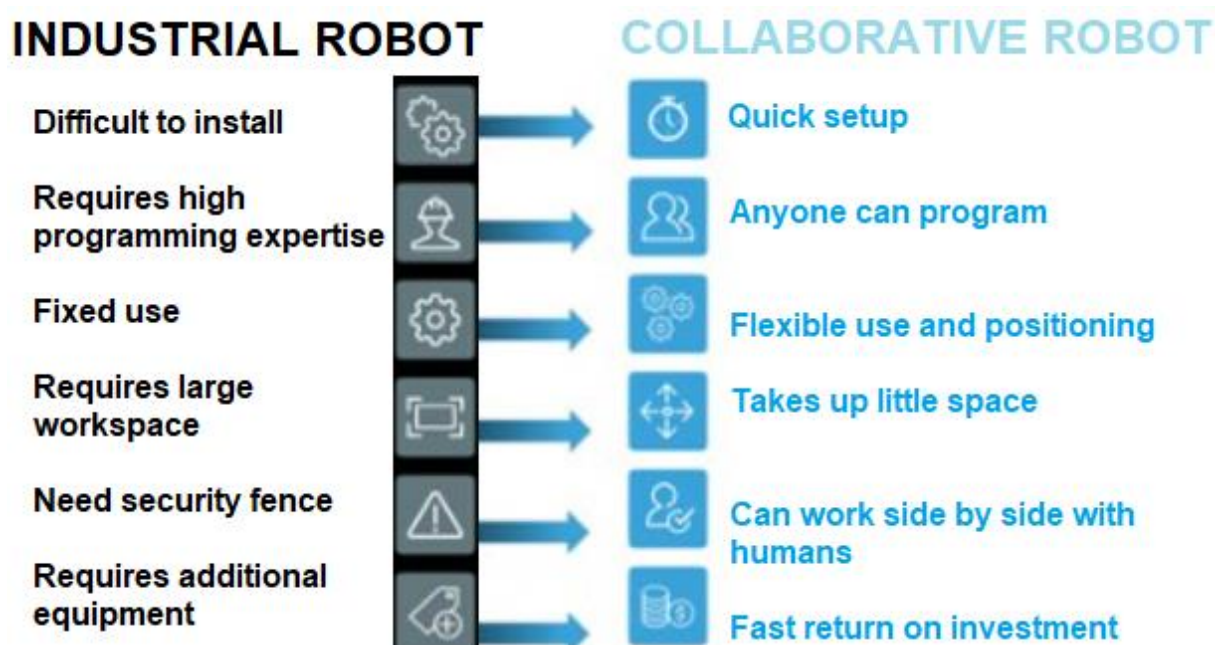 INDUSTRIAL ROBOT
COLLABORATIVE ROBOT
Difficult to install
Quick setup
Requires high
programming expertise
Anyone can program
Fixed use
Flexible use and positioning
Requires large
workspace
Takes up little space
Need security fence
Can work side by side with
humans
Requires additional
equipment
Fast return on investment